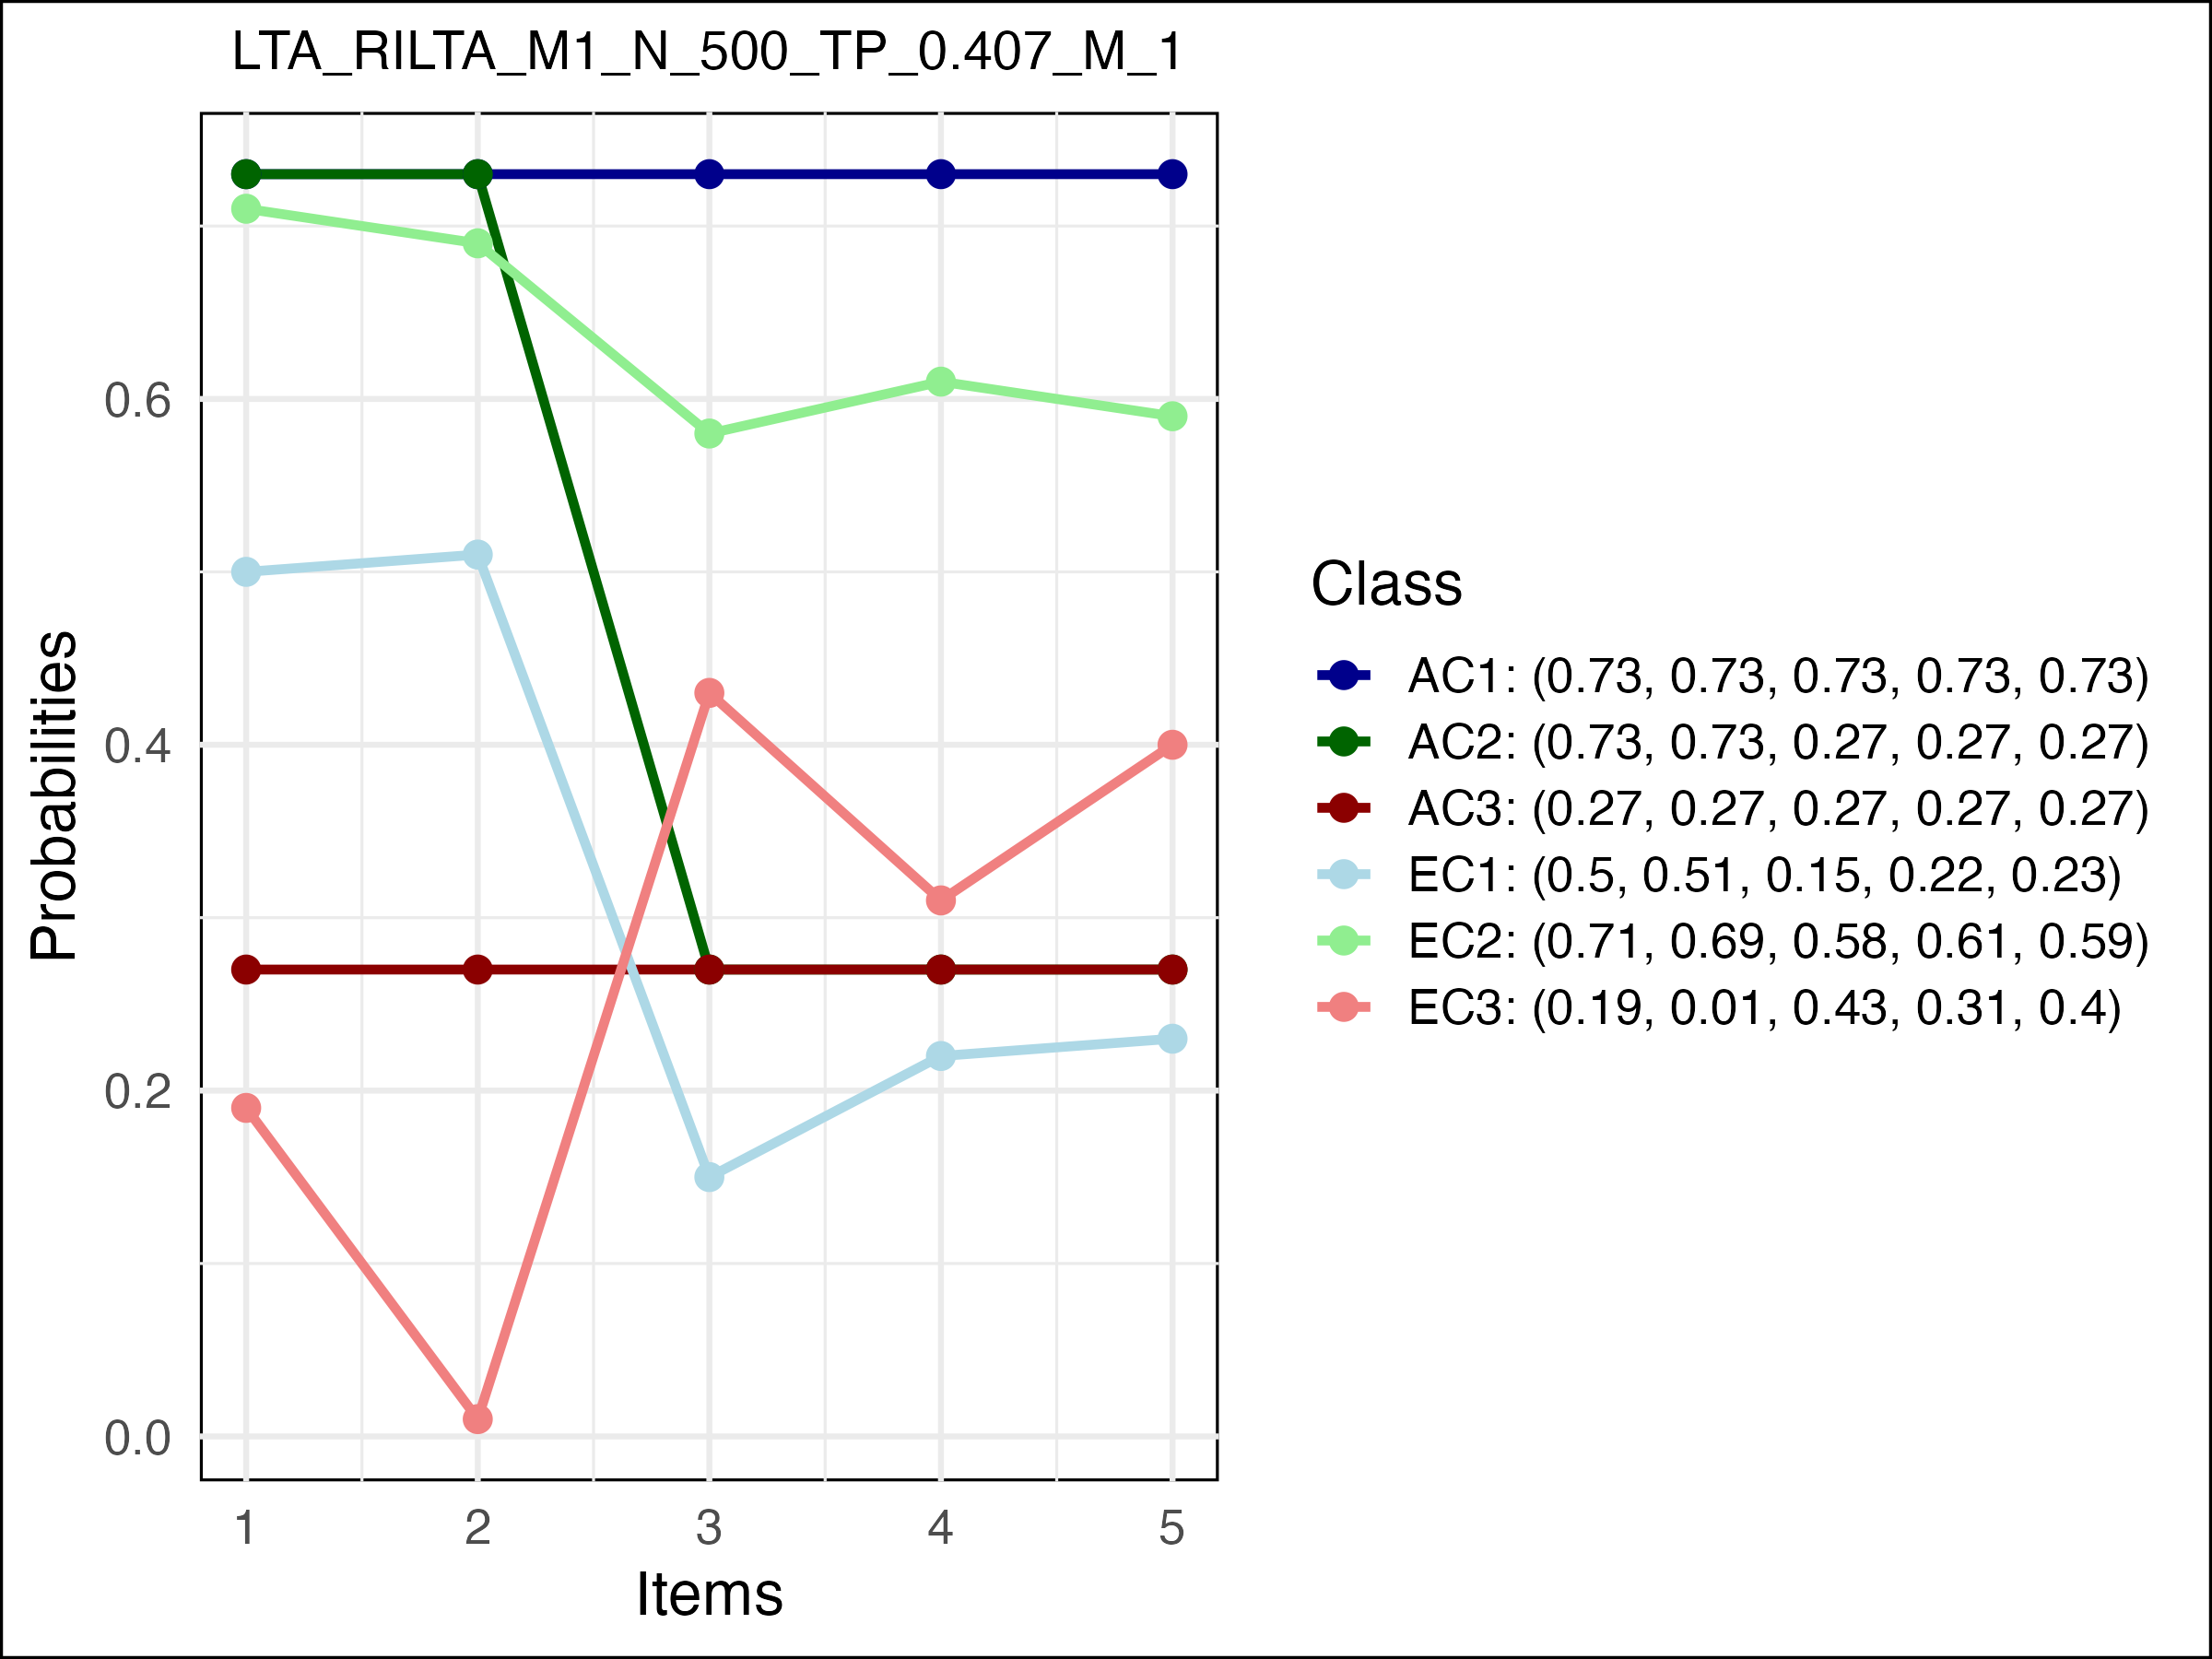 LTA_RILTA_M1_N_500_TP_0.407_M_1
Probabilities
0.6
0.4
0.2
0.0
1 2 3 4 5
Items
Class
AC1: (0.73, 0.73, 0.73, 0.73, 0.73)
AC2: (0.73, 0.73, 0.27, 0.27, 0.27)
AC3: (0.27, 0.27, 0.27, 0.27, 0.27)
EC1: (0.5, 0.51, 0.15, 0.22, 0.23)
EC2: (0.71, 0.69, 0.58, 0.61, 0.59)
EC3: (0.19, 0.01, 0.43, 0.31, 0.4)